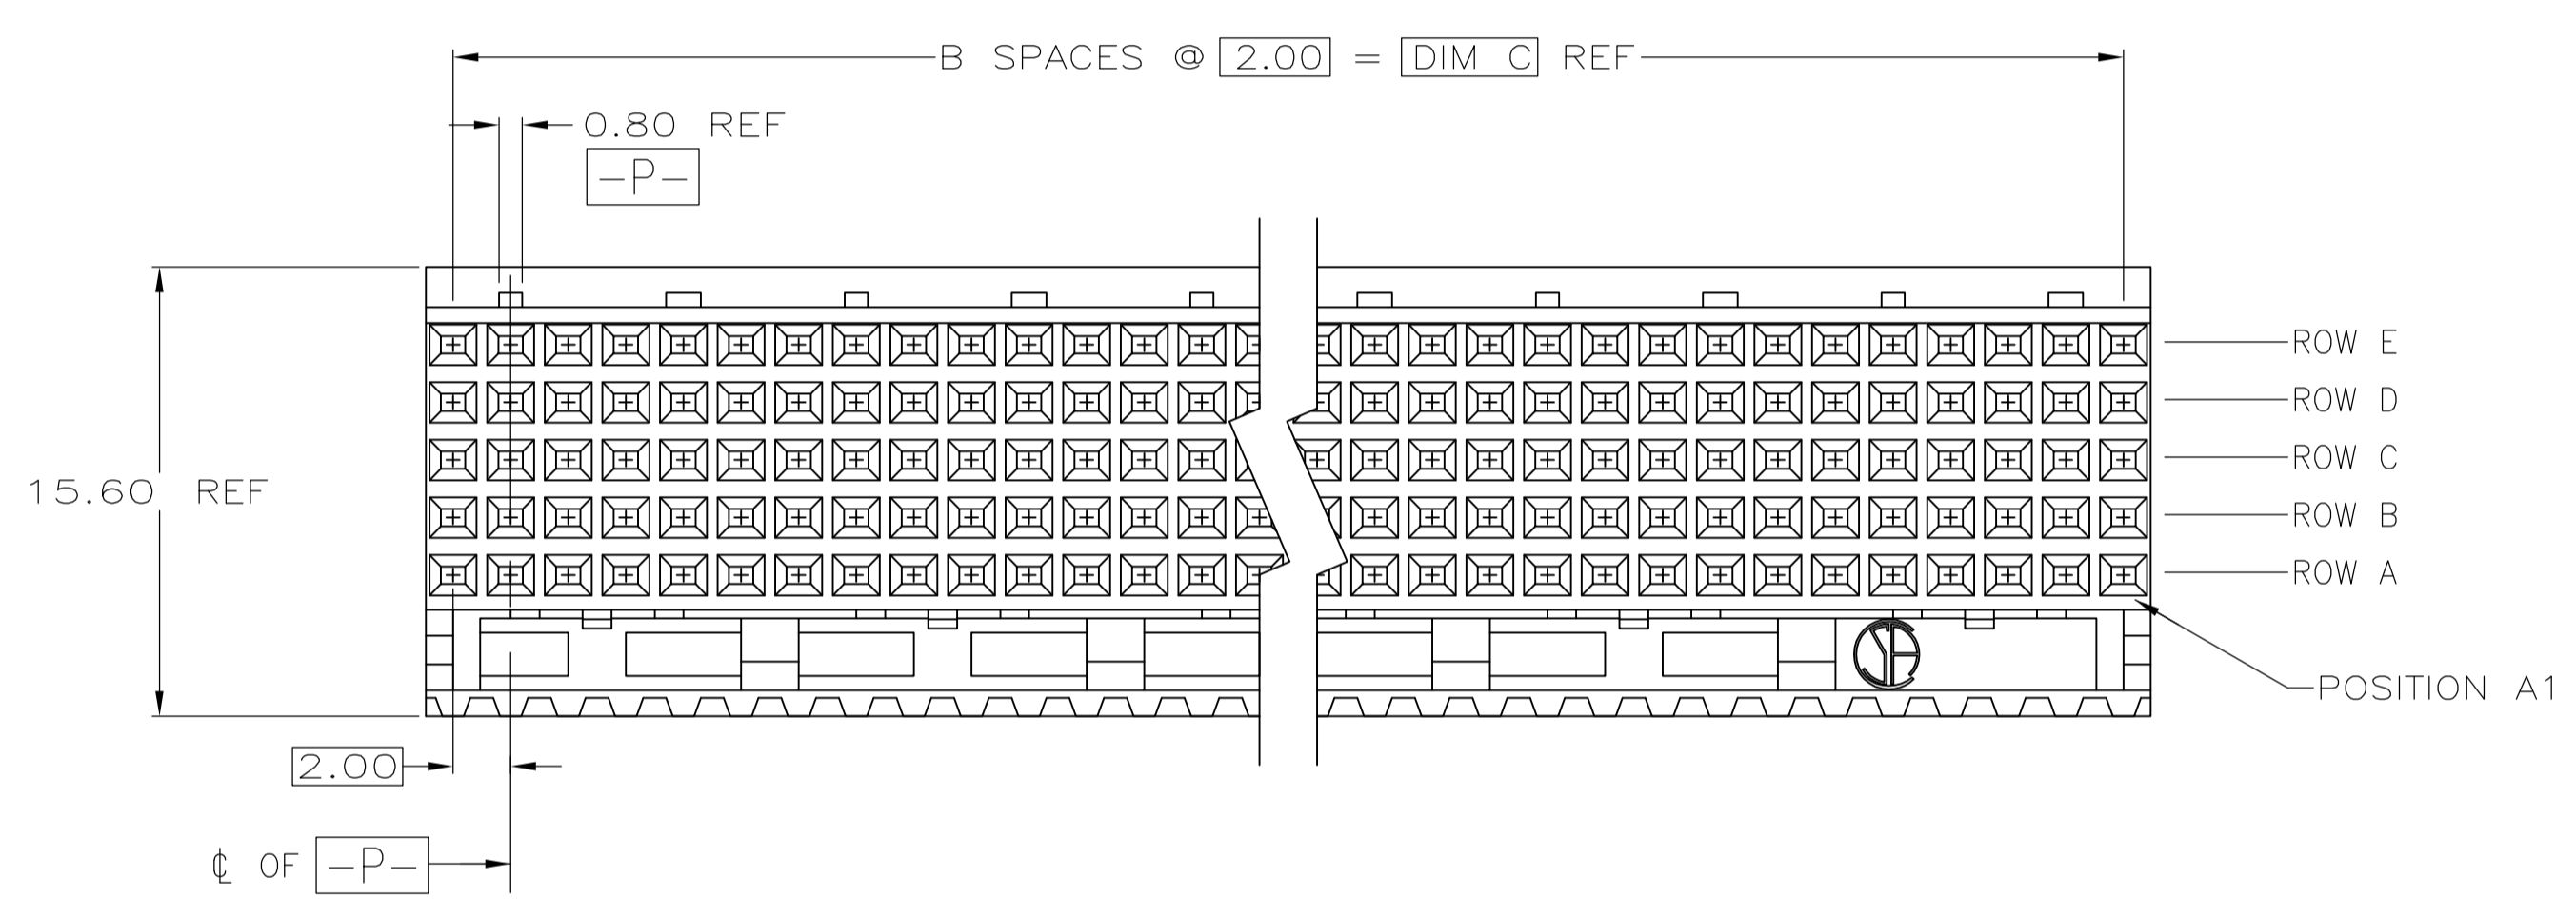 B SPACES @ 2.00 = DIM C REF
0.80 REF
-P-
ROW E
ROW D
ROW C
15.60 REF
ROW B
ROW A
POSITION A1
2.00
℄ OF -P-